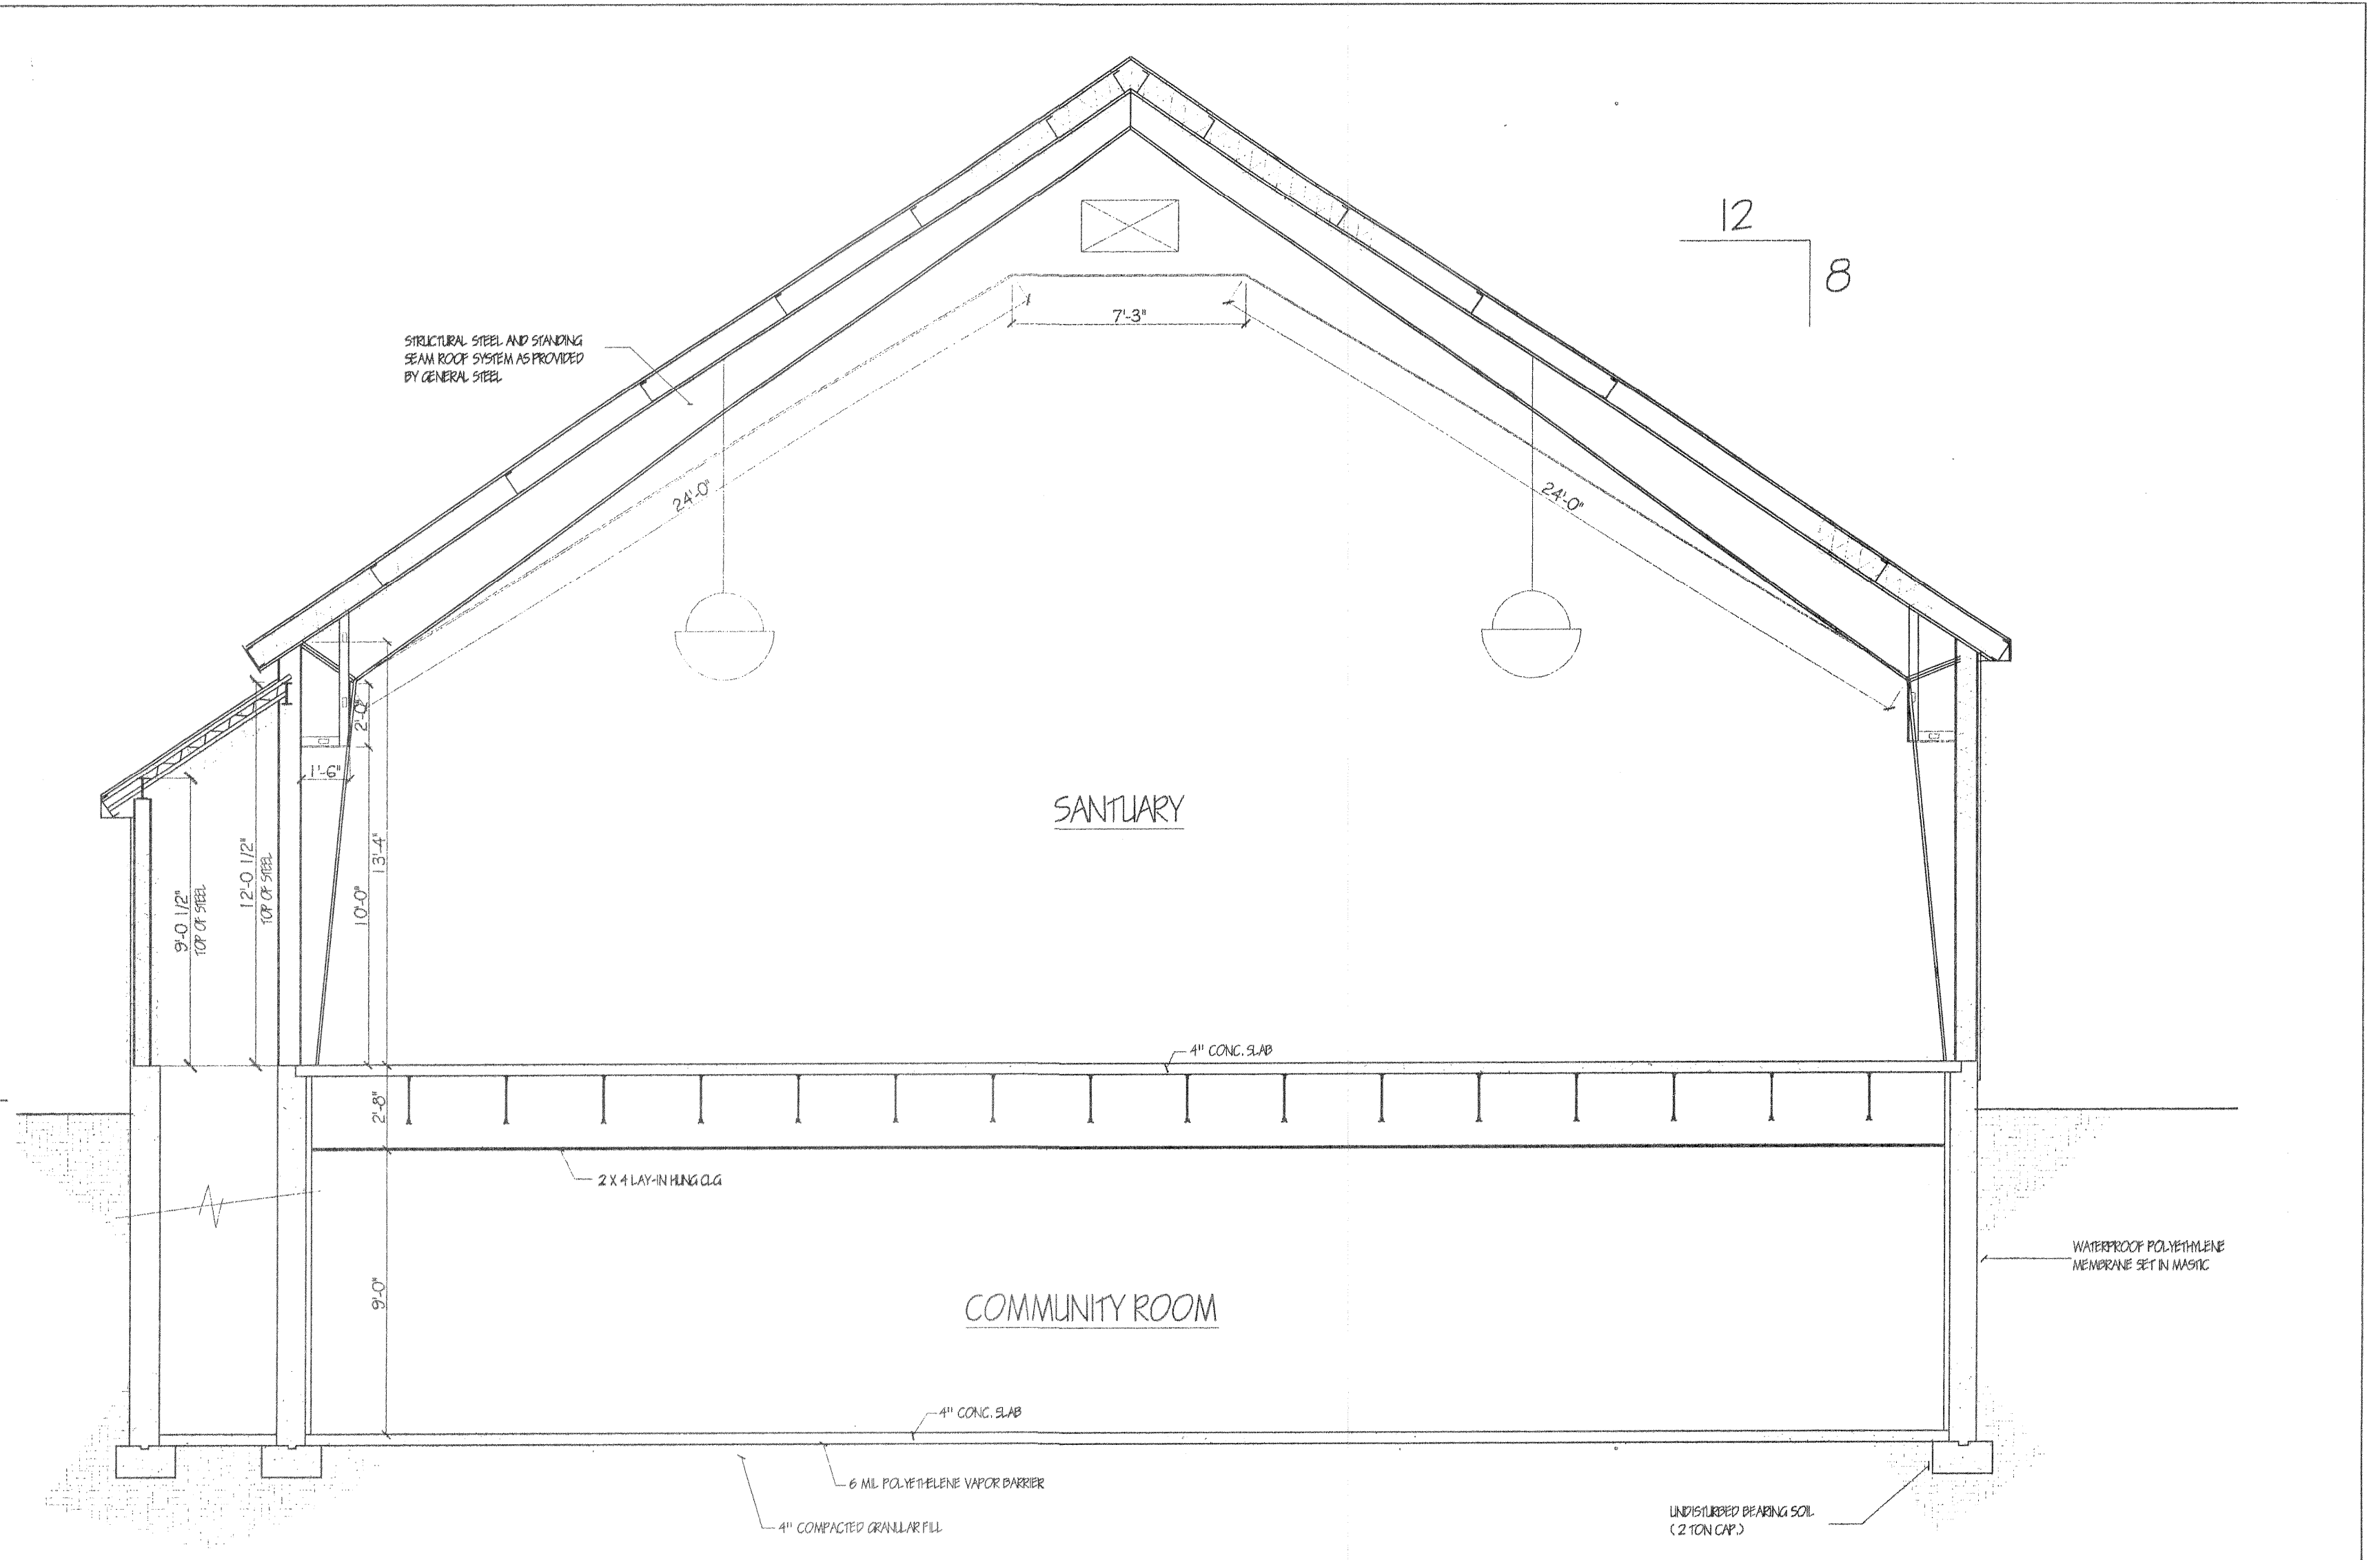 12
8
7'-3"
STRUCTURAL STEEL AND STANDING
SEAM ROOF SYSTEM AS PROVIDED
BY GENERAL STEEL
24'-0"
24'-0"
2'-0"
1'-6"
SANTUARY
13'-4"
12'-0 1/2"
TOP OF STEEL
10'-0"
9'-0 1/2"
TOP OF STEEL
4" CONC. SLAB
2'-8"
2 X 4 LAY-IN HUNG CLG
WATERPROOF POLYETHYLENE
MEMBRANE SET IN MASTIC
9'-0"
COMMUNITY ROOM
4" CONC. SLAB
6 MIL POLYETHELENE VAPOR BARRIER
4" COMPACTED GRANULAR FILL
UNDISTURBED BEARING SOIL
( 2 TON CAP.)